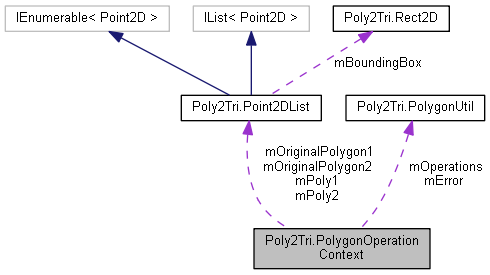 IEnumerable< Point2D >
IList< Point2D >
Poly2Tri.Rect2D
mBoundingBox
Poly2Tri.Point2DList
Poly2Tri.PolygonUtil
mOriginalPolygon1
mOriginalPolygon2
mPoly1
mPoly2
mOperations
mError
Poly2Tri.PolygonOperation
Context